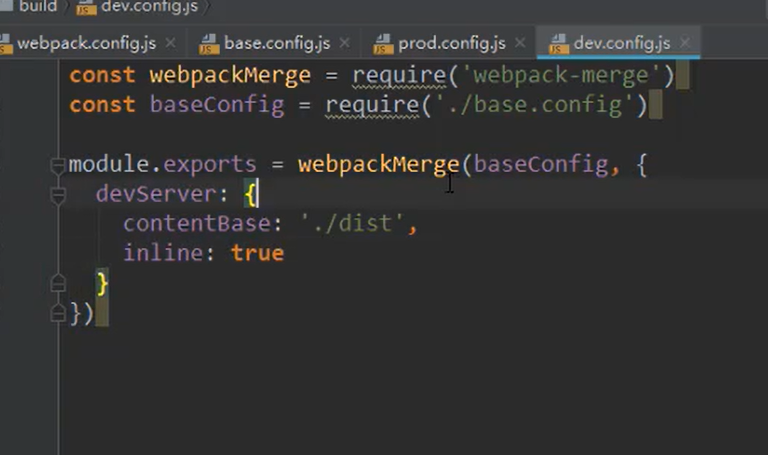 build dev.config.js
webpack.config.js base.config.js prod.config.js dev.config.js
const webpackMerge = require('webpack-merge')
const baseConfig = require('./base.config')
module.exports = webpackMerge(baseConfig, {
devServer: {
contentBase: './dist',
inline: true
}
})